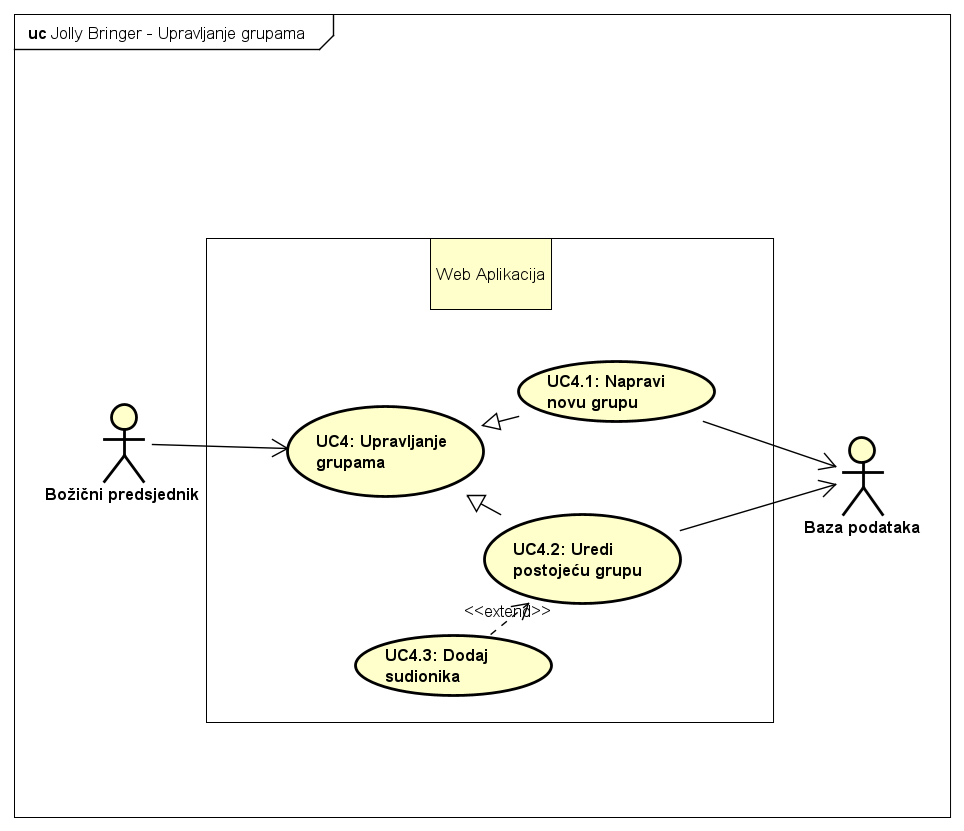 uc Jolly Bringer - Upravljanje grupama
Web Aplikacija
UC4.1: Napravi
novu grupu
UC4: Upravljanje
grupama
Božični predsjednik
Baza podataka
UC4.2: Uredi
postojeću grupu
<<extend>>
UC4.3: Dodaj
sudionika